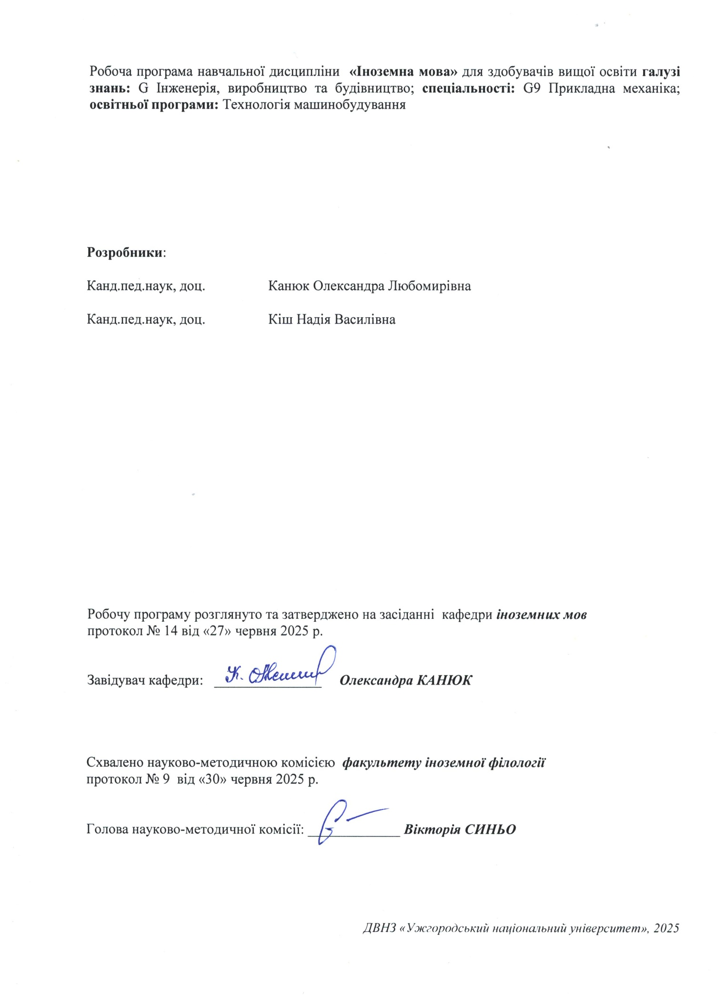 Робоча програма навчальної дисципліни «Іноземна мова» для здобувачів вищої освіти галузі
знань: G Інженерія, виробництво та будівництво; спеціальності: G9 Прикладна механіка;
освітньої програми: Технологія машинобудування
Розробники:
Канд.пед.наук, доц. Канюк Олександра Любомирівна
Канд.пед.наук, доц. Кіш Надія Василівна
Робочу програму розглянуто та затверджено на засіданні кафедри іноземних мов
протокол № 14 від «27» червня 2025 р.
Завідувач кафедри: Олександра КАНЮК
Схвалено науково-методичною комісією факультету іноземної філології
протокол № 9 від «30» червня 2025 р.
Голова науково-методичної комісії: Вікторія СИНЬО
ДВНЗ «Ужгородський національний університет», 2025